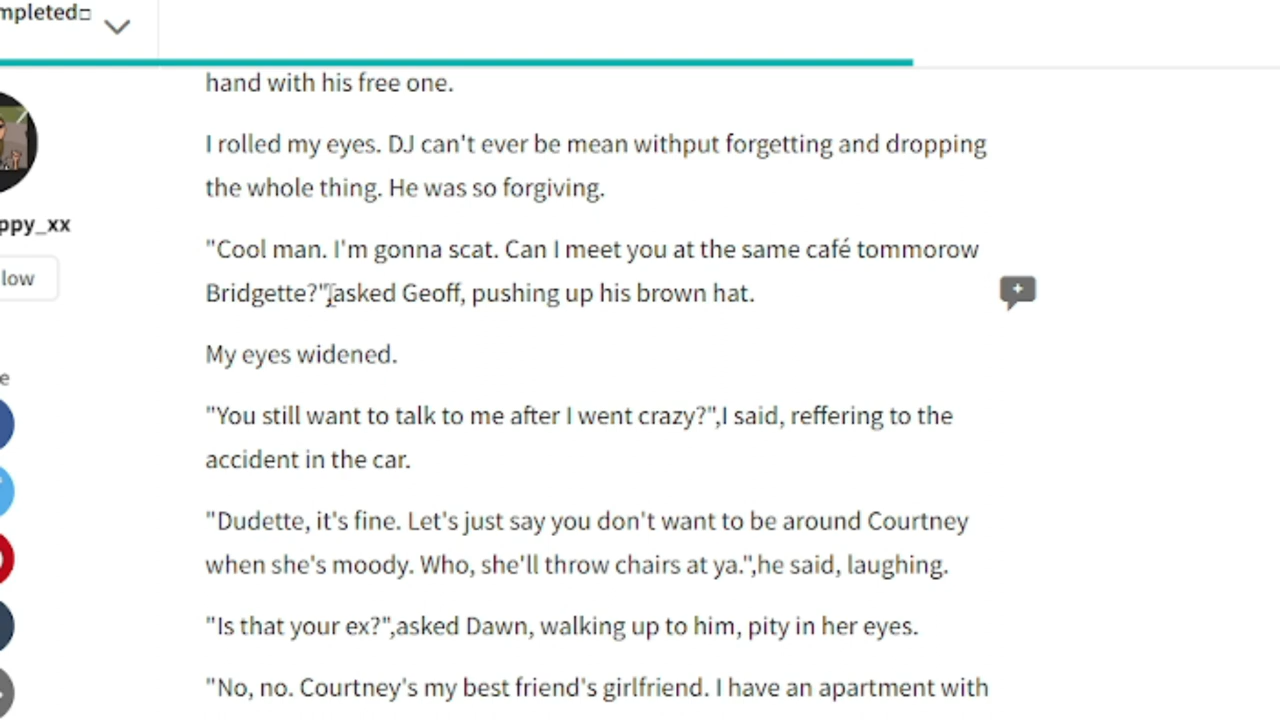 mpleted□
hand with his free one.
I rolled my eyes. DJ can't ever be mean withput forgetting and dropping
the whole thing. He was so forgiving.
ppy_xx
"Cool man. I'm gonna scat. Can I meet you at the same café tommorow
low
Bridgette?",asked Geoff, pushing up his brown hat.
My eyes widened.
e
"You still want to talk to me after I went crazy?",I said, reffering to the
accident in the car.
"Dudette, it's fine. Let's just say you don't want to be around Courtney
when she's moody. Who, she'll throw chairs at ya.",he said, laughing.
"Is that your ex?",asked Dawn, walking up to him, pity in her eyes.
"No, no. Courtney's my best friend's girlfriend. I have an apartment with